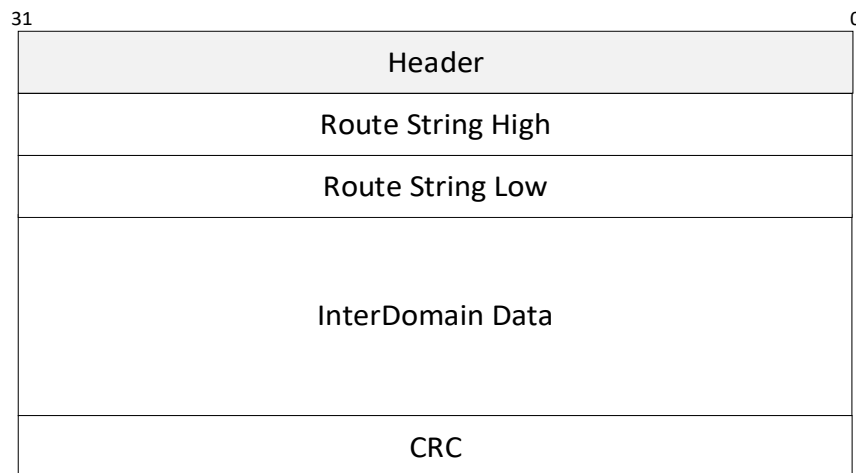 31 0
Header
Route String High
Route String Low
InterDomain Data
CRC